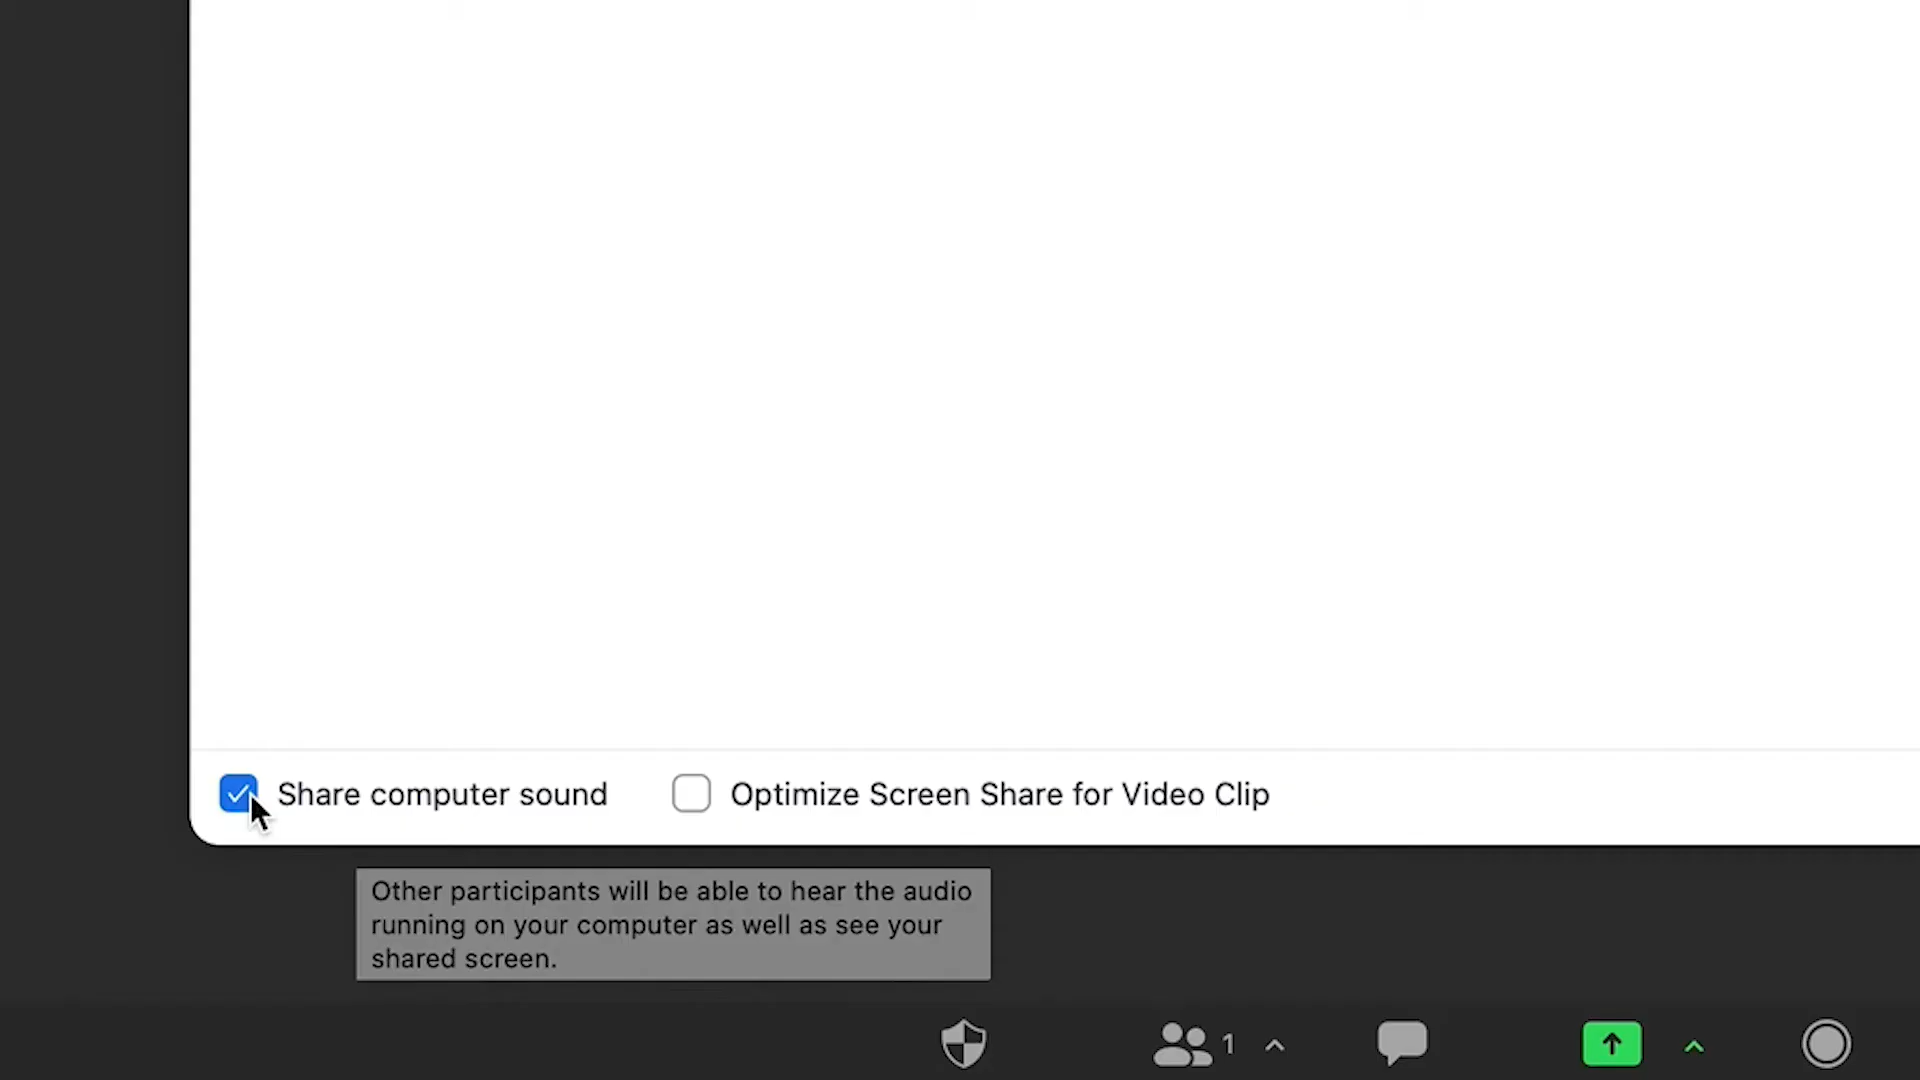 Share computer sound
Optimize Screen Share for Video Clip
Other participants will be able to hear the audio
running on your computer as well as see your
shared screen.
1